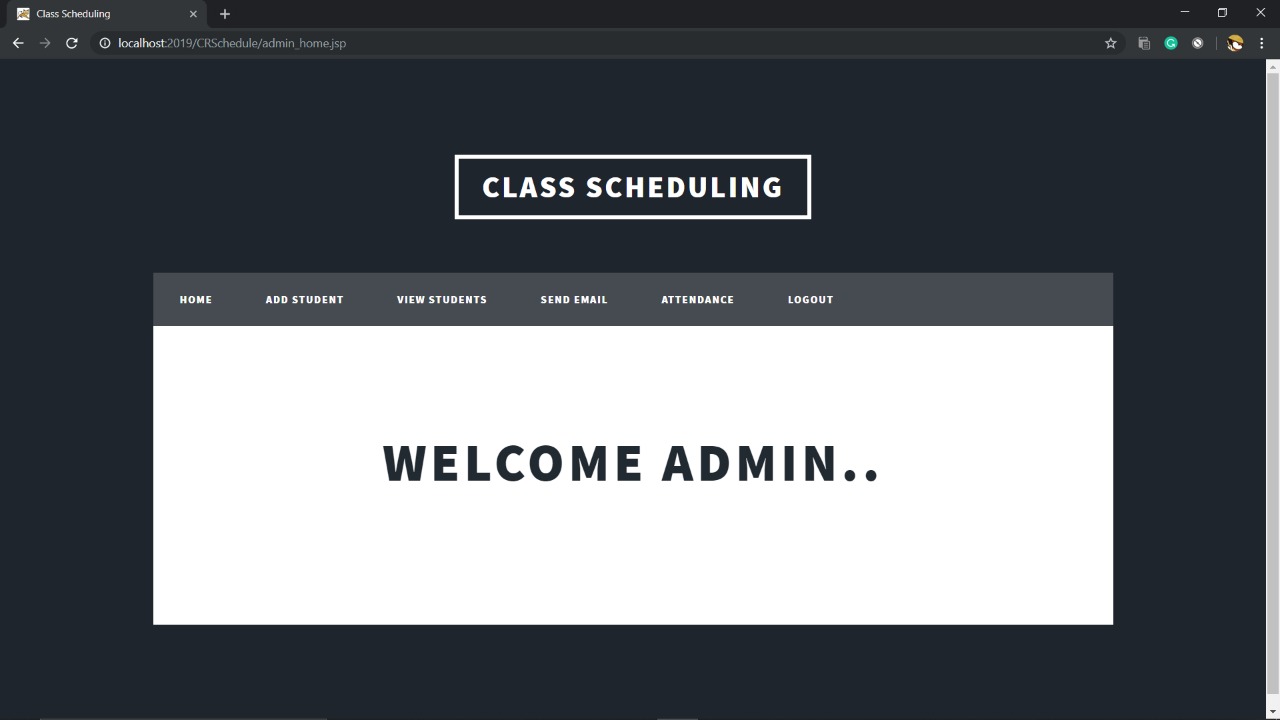 Class Scheduling
localhost:2019/CRSchedule/admin_home.jsp
CLASS SCHEDULING
HOME ADD STUDENT VIEW STUDENTS SEND EMAIL ATTENDANCE LOGOUT
WELCOME ADMIN..